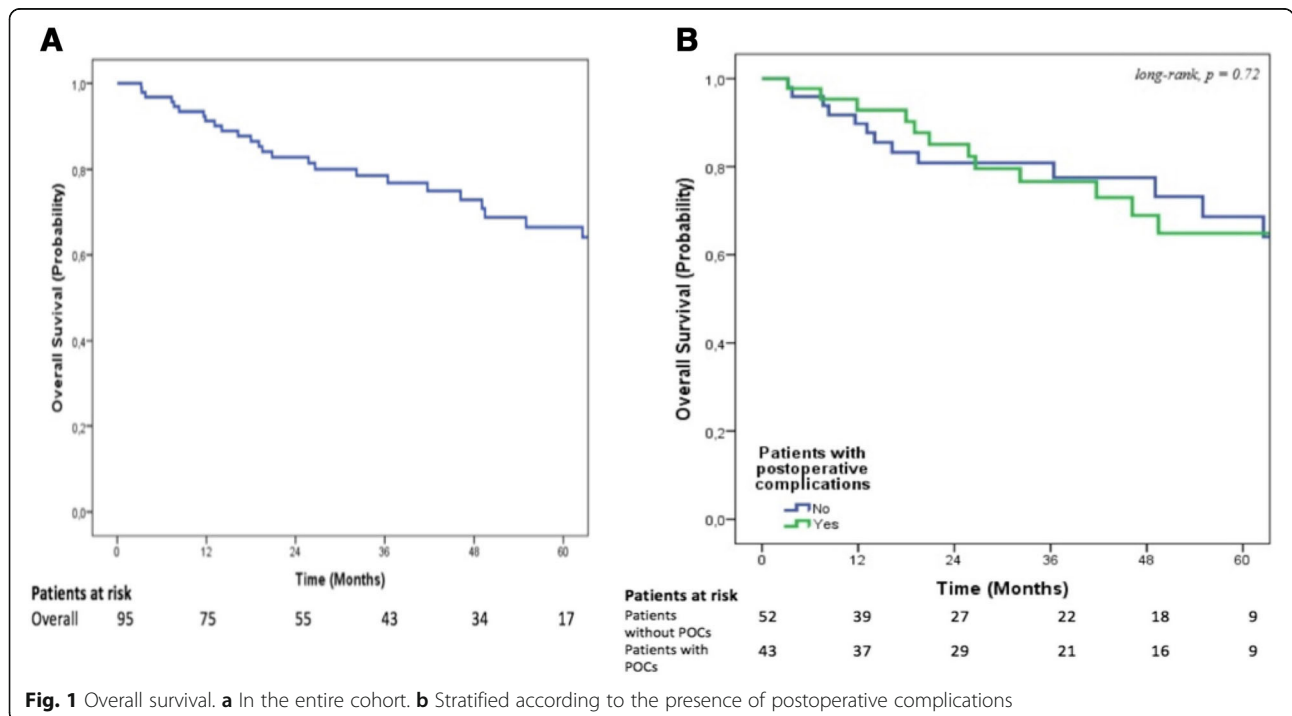 A
Overall Suvival (Probability)
1,0
0,8
0,6
0,4
0,2
0,0
0 12 24 36 48 60
Time (Months)
Patients at risk
Overall 95 75 55 43 34 17
B
long-rank, p = 0.72
Overall Survival (Probability)
1,0
0,8
0,6
0,4
0,2
0,0
Patients with
postoperative
complications
No
Yes
0 12 24 36 48 60
Time (Months)
Patients at risk
Patients
without POCs 52 39 27 22 18 9
Patients with
POCs 43 37 29 21 16 9
Fig. 1 Overall survival. a In the entire cohort. b Stratified according to the presence of postoperative complications